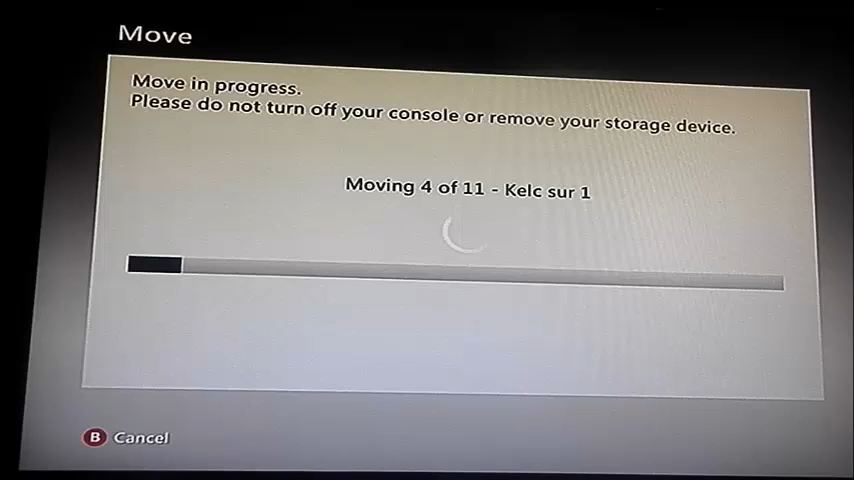 Move
Move in progress.
Please do not turn off your console or remove your storage device.
Moving 4 of 11 - Kelc sur 1
B Cancel